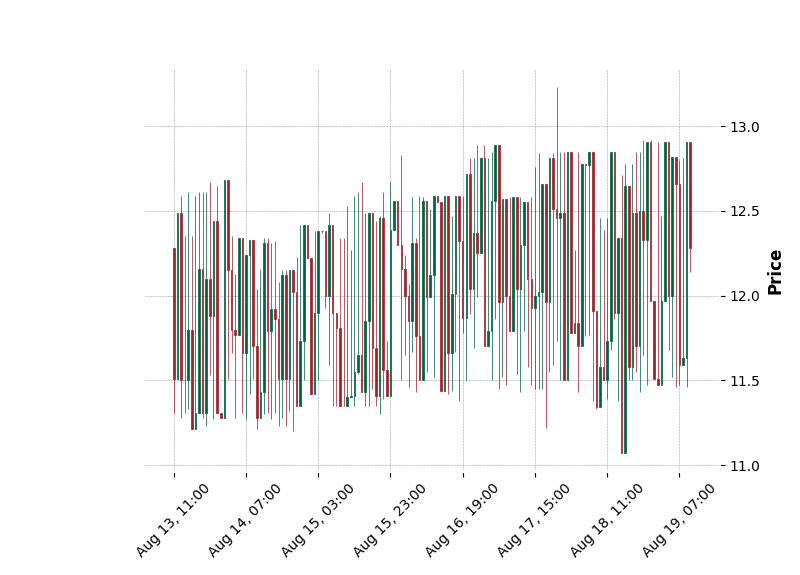 13.0
12.5
12.0
11.5
11.0
Price
Aug 13, 11:00
Aug 14, 07:00
Aug 15, 03:00
Aug 15, 23:00
Aug 16, 19:00
Aug 17, 15:00
Aug 18, 11:00
Aug 19, 07:00